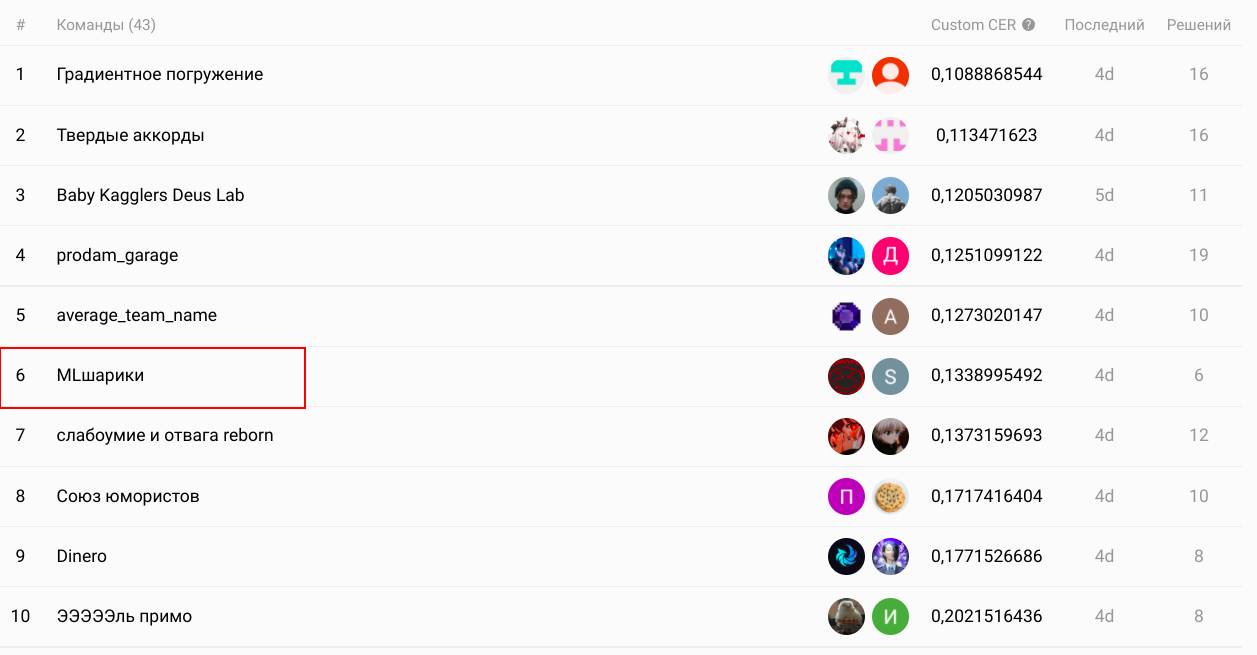 # Команды (43) Custom CER ? Последний Решений
1 Градиентное погружение 0,1088868544 4d 16
2 Твердые аккорды 0,113471623 4d 16
3 Baby Kagglers Deus Lab 0,1205030987 5d 11
4 prodam_garage Д 0,1251099122 4d 19
5 average_team_name A 0,1273020147 4d 10
6 MLшарики S 0,1338995492 4d 6
7 слабоумие и отвага reborn 0,1373159693 4d 12
8 Союз юмористов П 0,1717416404 4d 10
9 Dinero 0,1771526686 4d 8
10 ЭЭЭЭЭль примо И 0,2021516436 4d 8